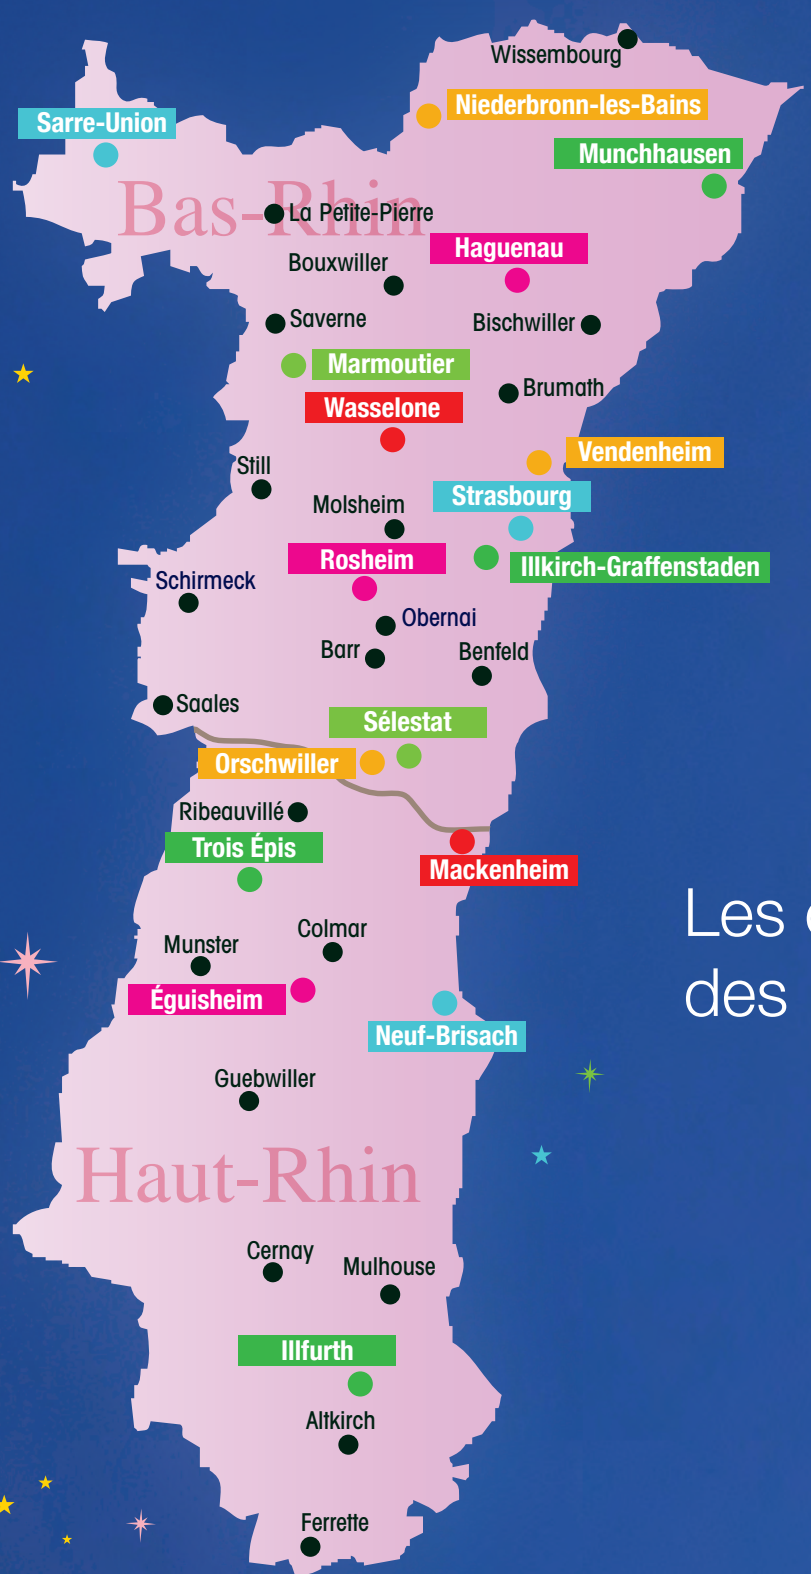 Wissembourg
Niederbronn-les-Bains
Sarre-Union
Munchhausen
Bas-Rhin
La Petite-Pierre
Haguenau
Bouxwiller
Saverne
Bischwiller
Marmoutier
Brumath
Wasselone
Vendenheim
Still
Strasbourg
Molsheim
Rosheim
Illkirch-Graffenstaden
Schirmeck
Obernai
Barr
Benfeld
Saales
Sélestat
Orschwiller
Ribeauvillé
Trois Épis
Mackenheim
Les
des
Colmar
Munster
Éguisheim
Neuf-Brisach
Guebwiller
Haut-Rhin
Cernay
Mulhouse
Illfurth
Altkirch
Ferrette